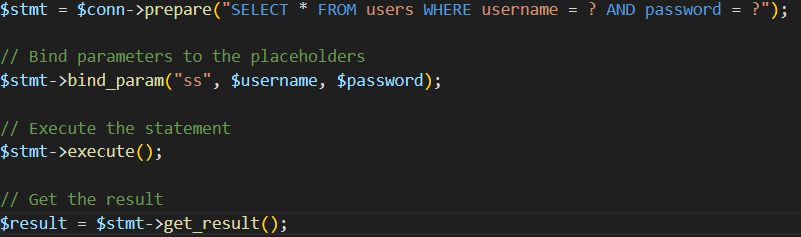 $stmt = $conn->prepare("SELECT * FROM users WHERE username = ? AND password = ?");
// Bind parameters to the placeholders
$stmt->bind_param("ss", $username, $password);
// Execute the statement
$stmt->execute();
// Get the result
$result = $stmt->get_result();